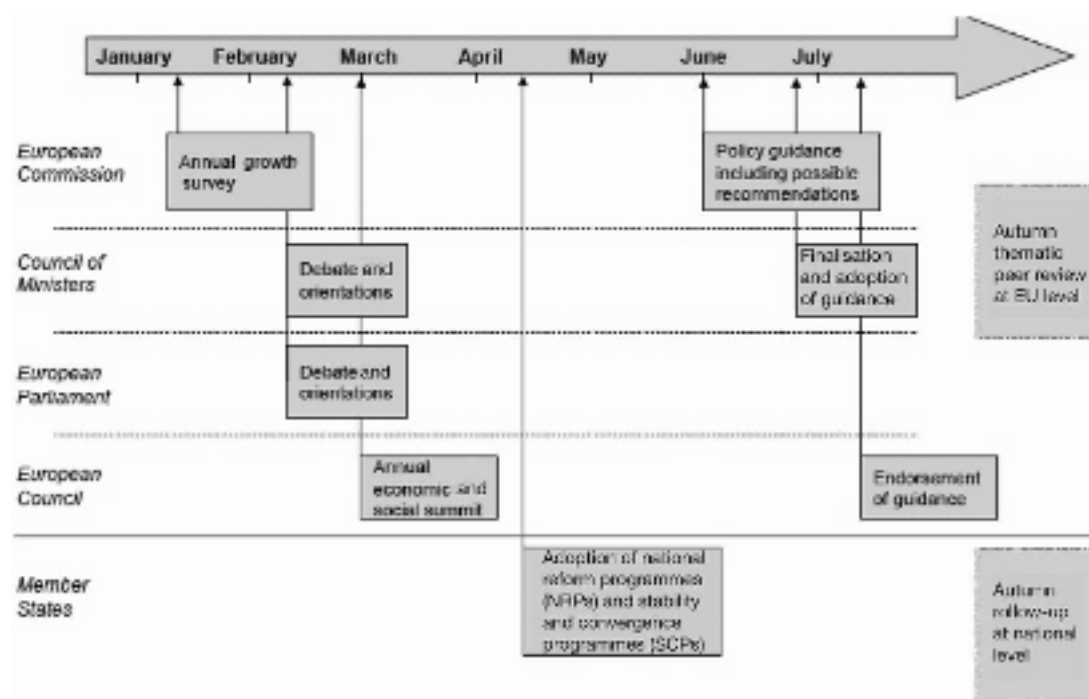 January February March April May June July
European
Commission
Annual growth
survey
Policy guidance
including possible
recommendations
Autumn
thematic
peer review
at EU level
Council of
Ministers
Debate and
orientations
Finalisation
and adoption
of guidance
European
Parliament
Debate and
orientations
European
Council
Annual
economic and
social summit
Endorsement
of guidance
Member
States
Adoption of national
reform programmes
(NRPs) and stability
and convergence
programmes (SCPs)
Autumn
follow-up
at national
level